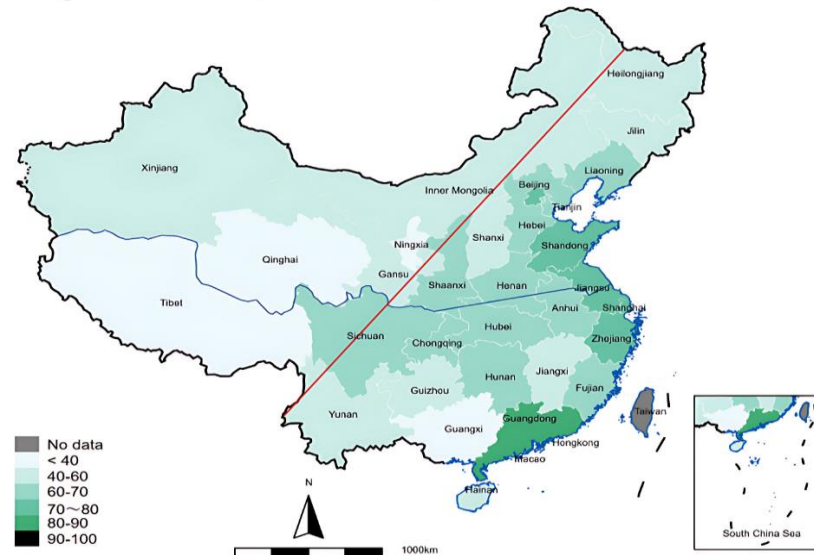 Heilongjiang
Jilin
Xinjiang
Liaoning
Beijing
Inner Mongolia
Tianjin
Hebei
Ningxia
Shanxi
Shandong
Qinghai
Gansu
Shaanxi
Henan
Jiangsu
Tibet
Anhui
Shanghai
Hubei
Sichuan
Zhejiang
Chongqing
Jiangxi
Hunan
Guizhou
Fujian
Yunan
Guangdong
Taiwan
Guangxi
Hongkong
Macao
Hainan
No data
< 40
40-60
60-70
70～80
80-90
90-100
N
1000km
South China Sea